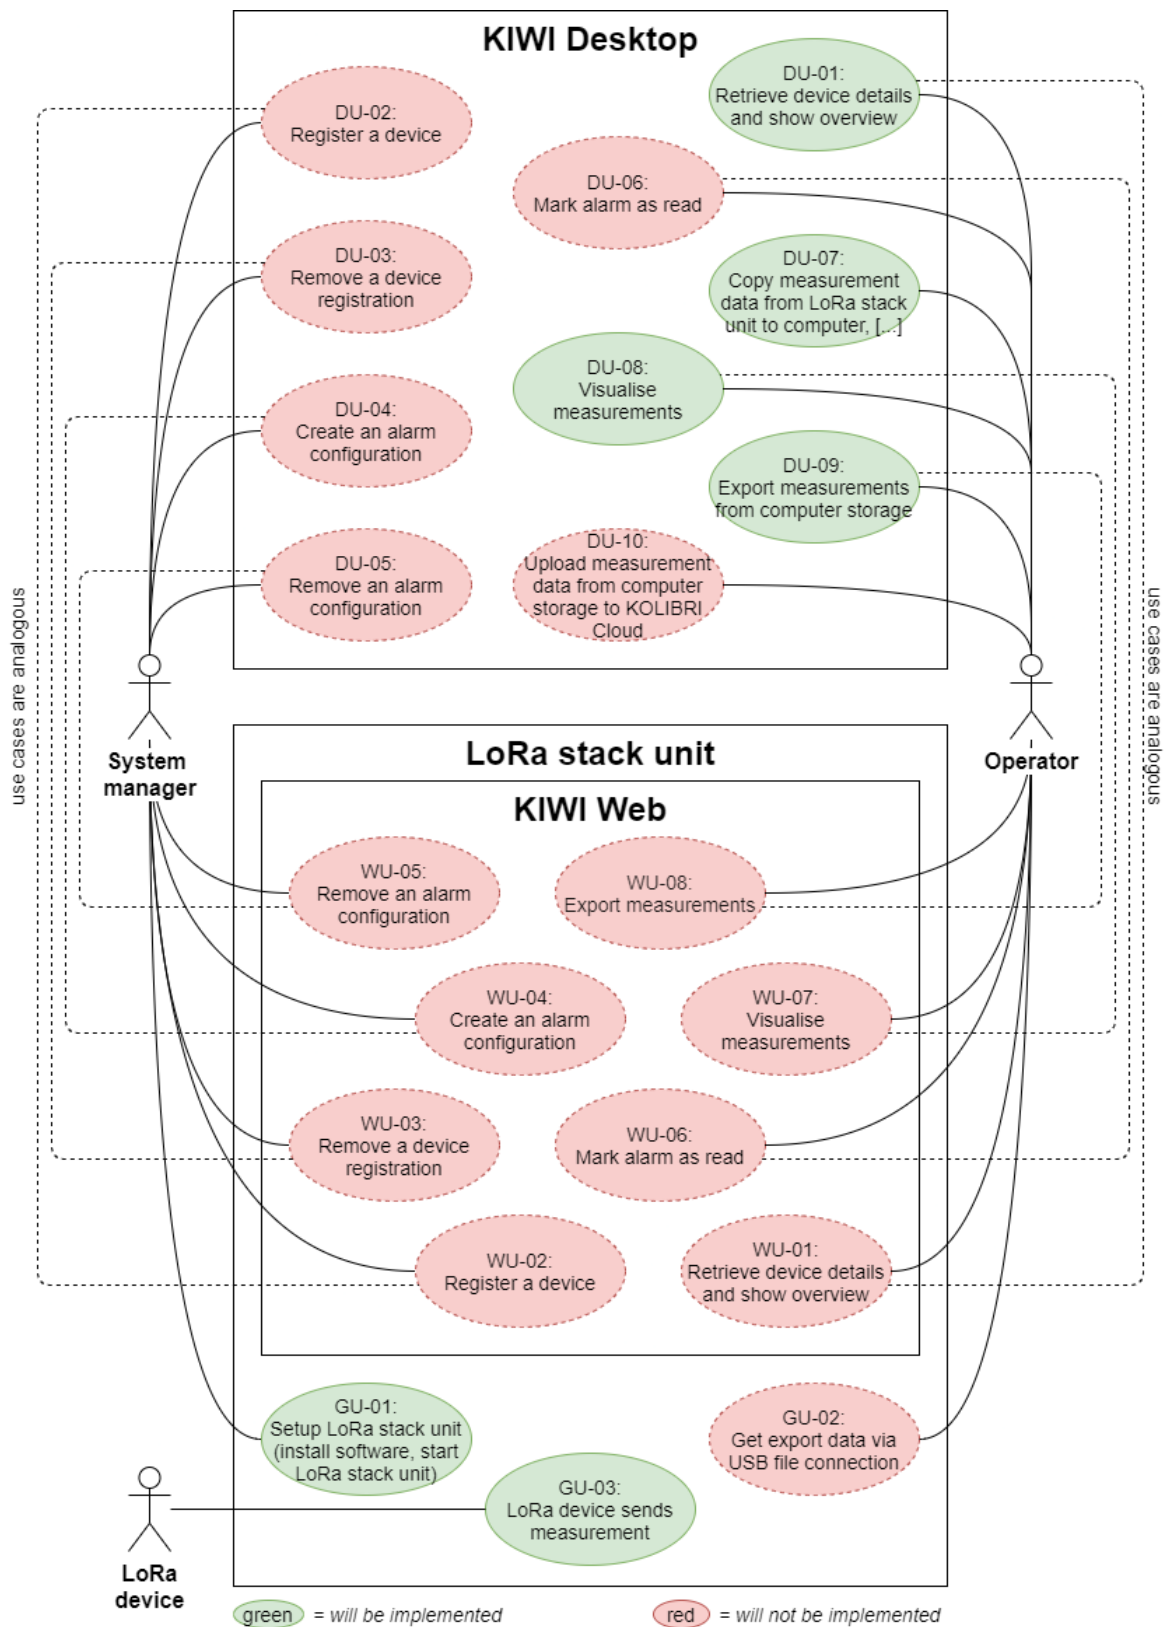 KIWI Desktop
DU-01:
Retrieve device details
and show overview
DU-02:
Register a device
DU-06:
Mark alarm as read
DU-03:
Remove a device
registration
DU-07:
Copy measurement
data from LoRa stack
unit to computer, [...]
DU-08:
Visualise
measurements
DU-04:
Create an alarm
configuration
DU-09:
Export measurements
from computer storage
DU-05:
Remove an alarm
configuration
DU-10:
Upload measurement
data from computer
storage to KOLIBRI
Cloud
use cases are analogous
use cases are analogous
System
manager
Operator
LoRa stack unit
KIWI Web
WU-05:
Remove an alarm
configuration
WU-08:
Export measurements
WU-04:
Create an alarm
configuration
WU-07:
Visualise
measurements
WU-03:
Remove a device
registration
WU-06:
Mark alarm as read
WU-02:
Register a device
WU-01:
Retrieve device details
and show overview
GU-01:
Setup LoRa stack unit
(install software, start
LoRa stack unit)
GU-02:
Get export data via
USB file connection
GU-03:
LoRa device sends
measurement
LoRa
device
green = will be implemented
red = will not be implemented